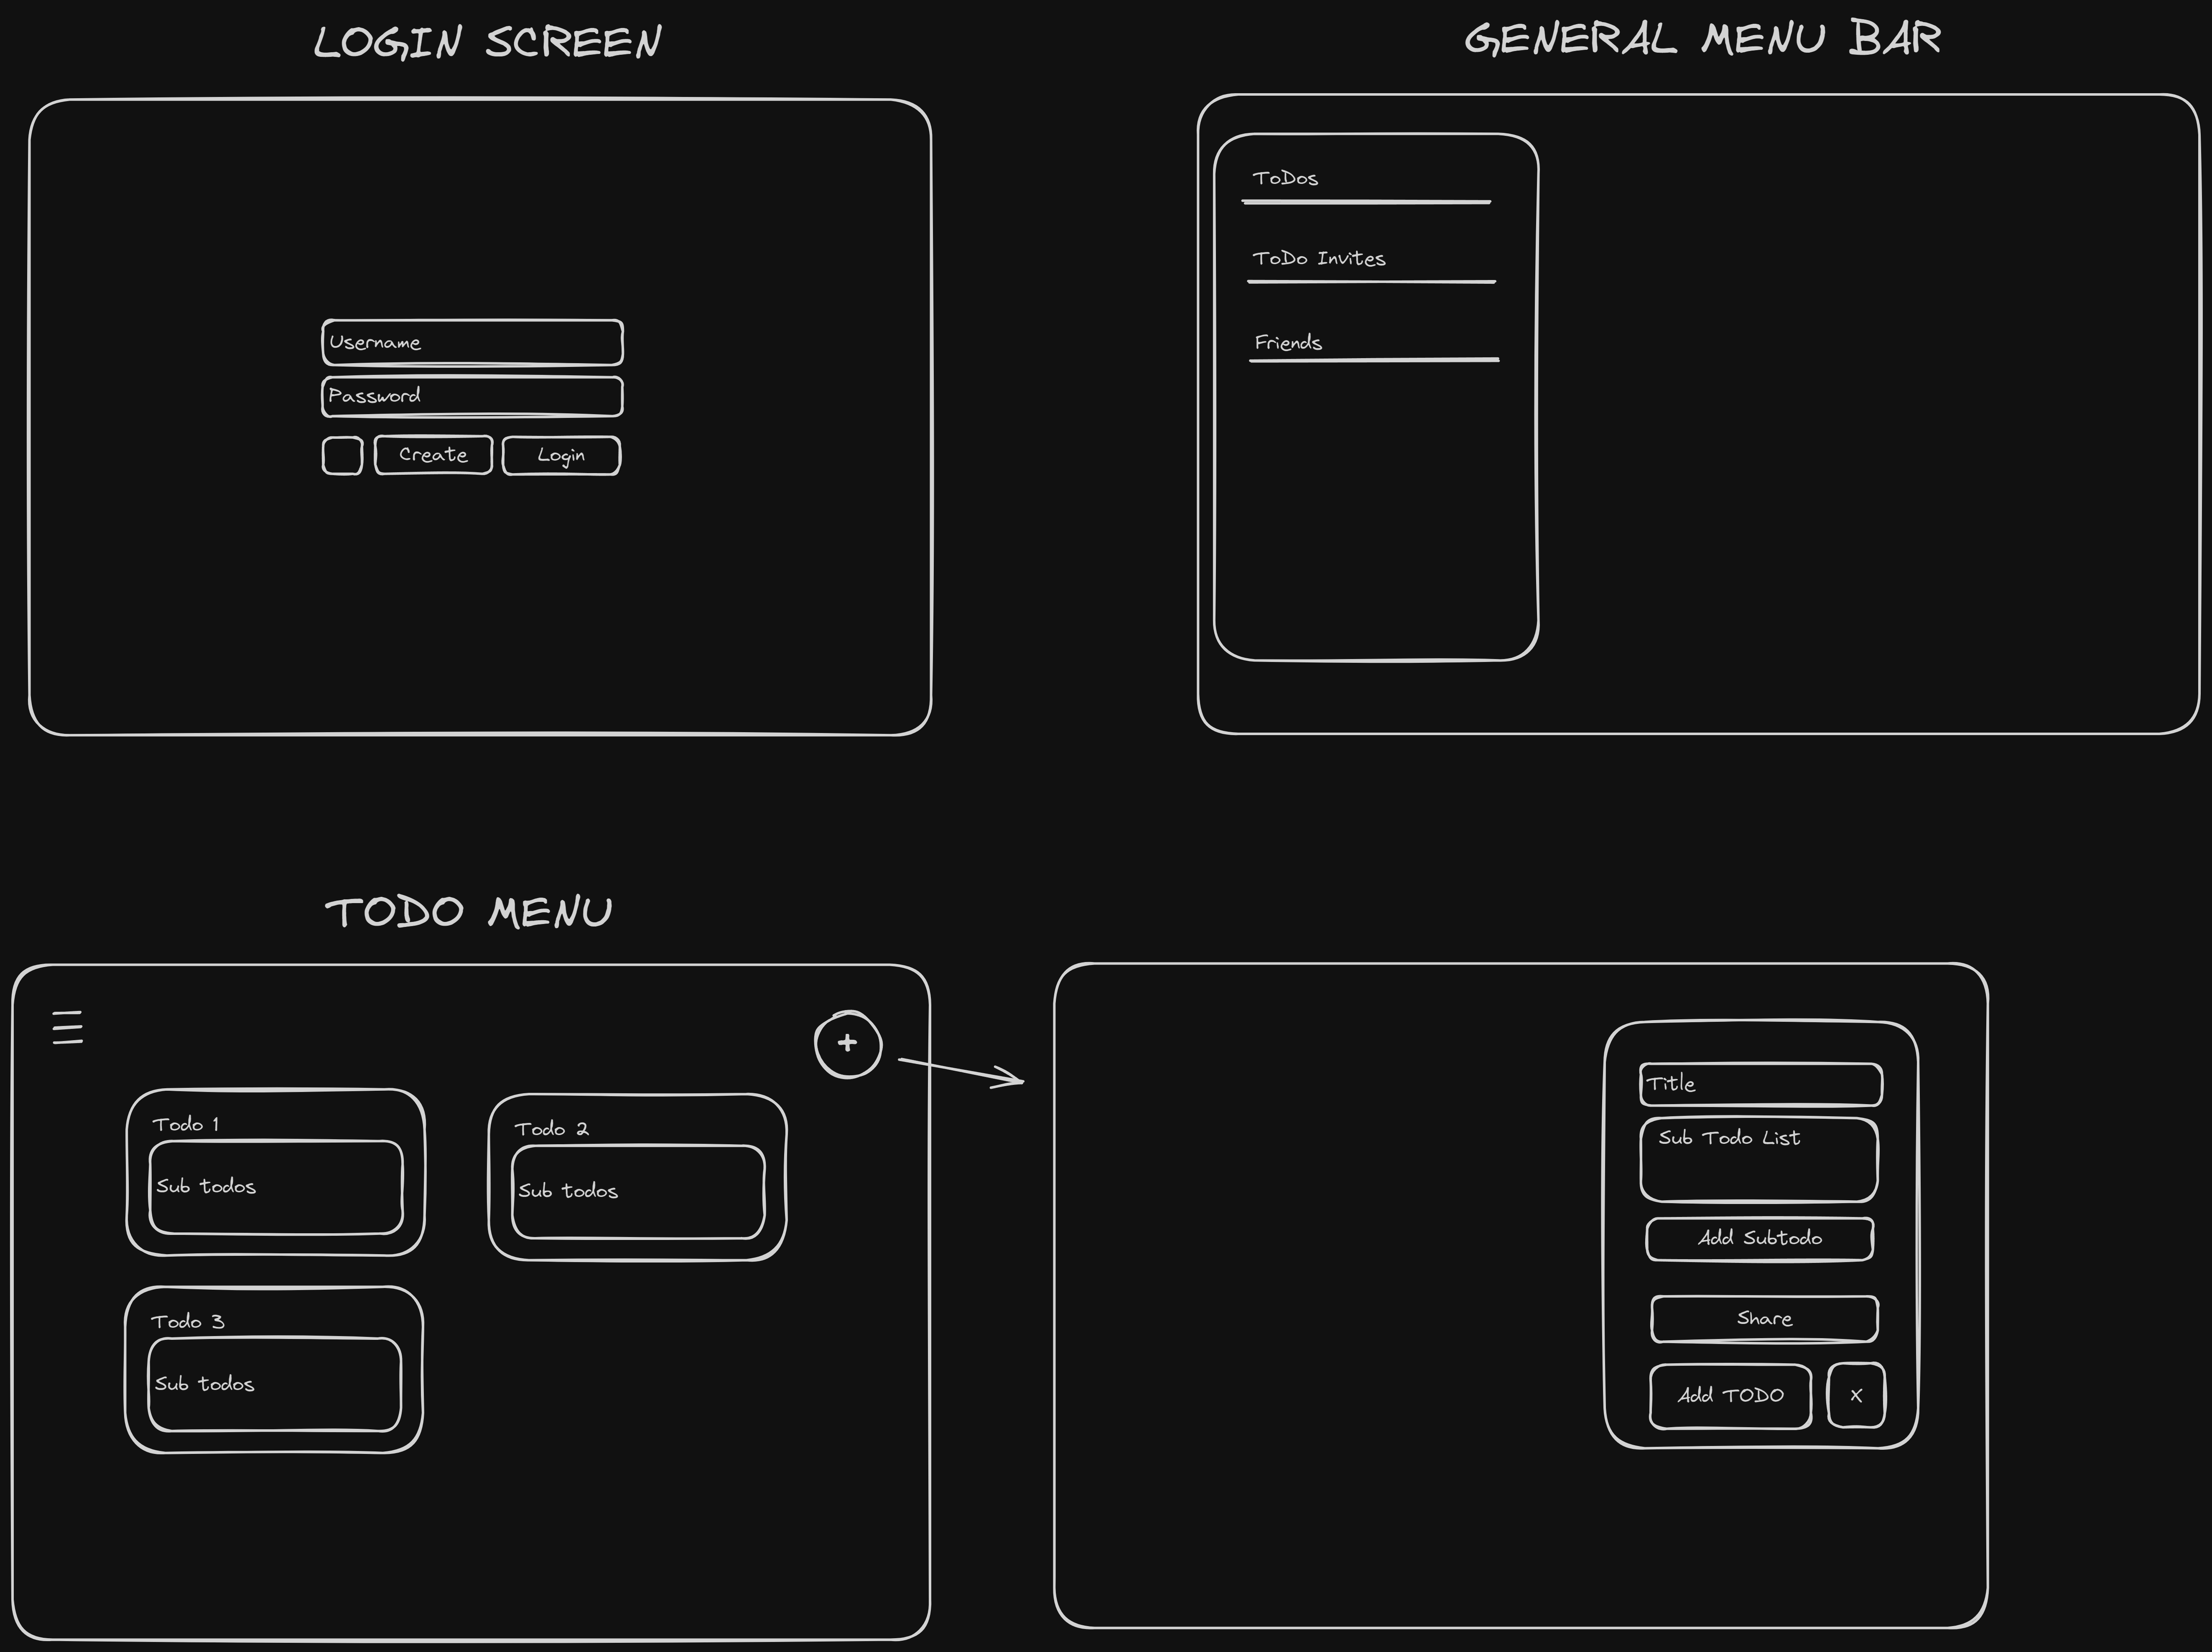 LOGIN SCREEN
Username
Password
Create
Login
GENERAL MENU BAR
ToDos
ToDo Invites
Friends
TODO MENU
+
Todo 1
Sub todos
Todo 2
Sub todos
Todo 3
Sub todos
Title
Sub Todo List
Add Subtodo
Share
Add TODO
X